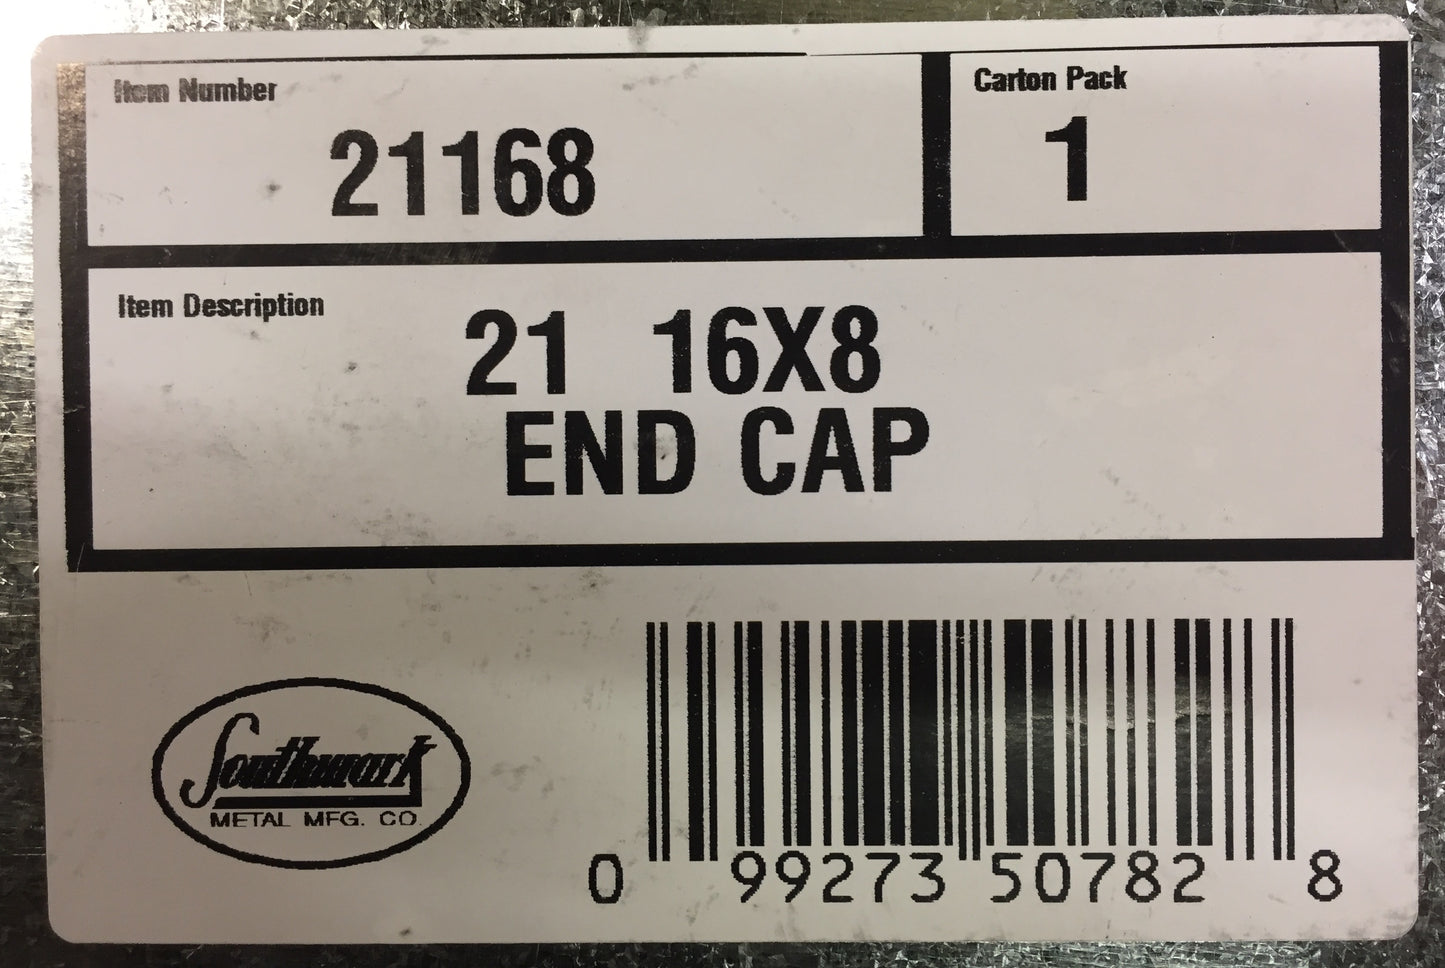 Item Number
21168
Carton Pack
1
Item Description
21 16X8
END CAP
Southwark
METAL MFG. CO.
0 99273 50782 8